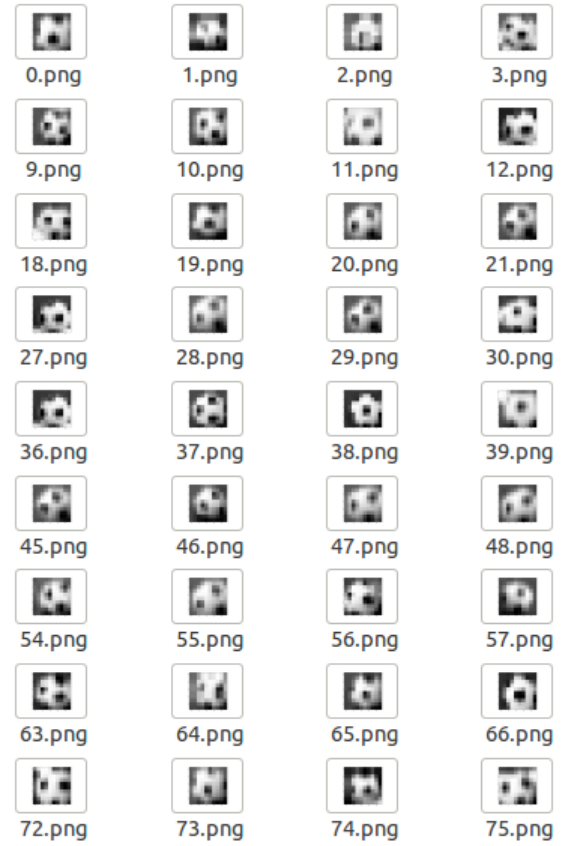 0.png 1.png 2.png 3.png
9.png 10.png 11.png 12.png
18.png 19.png 20.png 21.png
27.png 28.png 29.png 30.png
36.png 37.png 38.png 39.png
45.png 46.png 47.png 48.png
54.png 55.png 56.png 57.png
63.png 64.png 65.png 66.png
72.png 73.png 74.png 75.png